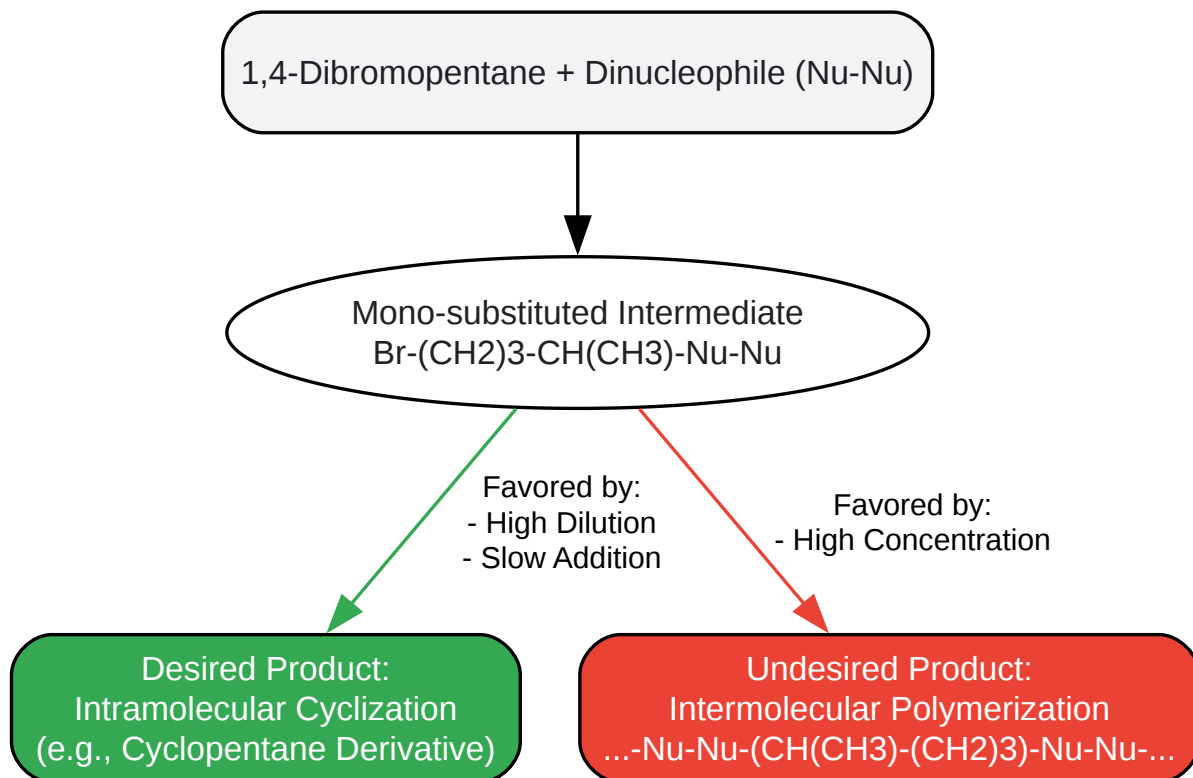 1,4-Dibromopentane + Dinucleophile (Nu-Nu)
Mono-substituted Intermediate
Br-(CH2)3-CH(CH3)-Nu-Nu
Favored by:
- High Dilution
- Slow Addition
Favored by:
- High Concentration
Desired Product:
Intramolecular Cyclization
(e.g., Cyclopentane Derivative)
Undesired Product:
Intermolecular Polymerization
...-Nu-Nu-(CH(CH3)-(CH2)3)-Nu-Nu-...